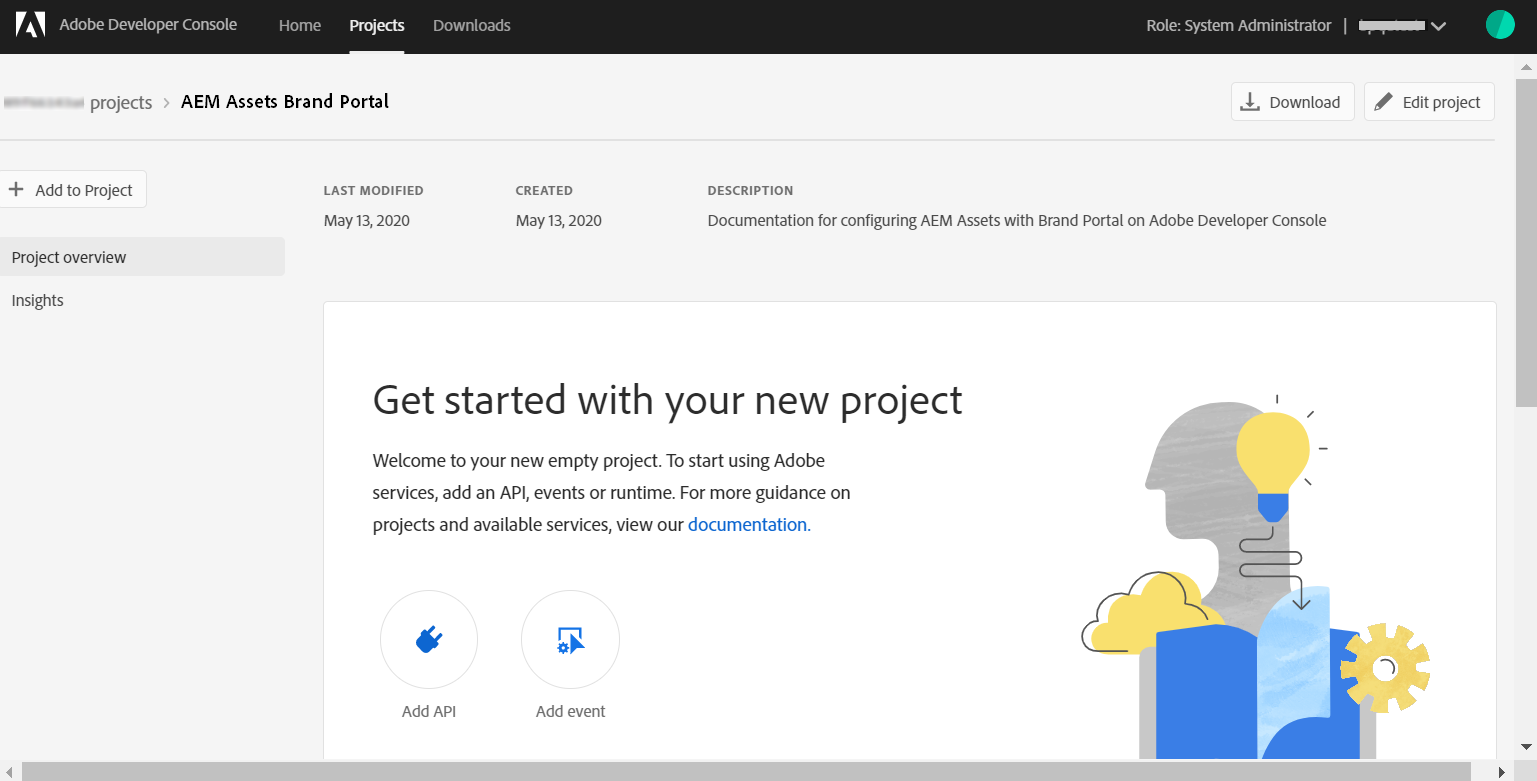 Adobe Developer Console
Home
Projects
Downloads
Role: System Administrator |
projects › AEM Assets Brand Portal
Download
Edit project
Add to Project
LAST MODIFIED
May 13, 2020
CREATED
May 13, 2020
DESCRIPTION
Documentation for configuring AEM Assets with Brand Portal on Adobe Developer Console
Project overview
Insights
Get started with your new project
Welcome to your new empty project. To start using Adobe
services, add an API, events or runtime. For more guidance on
projects and available services, view our documentation.
Add API
Add event